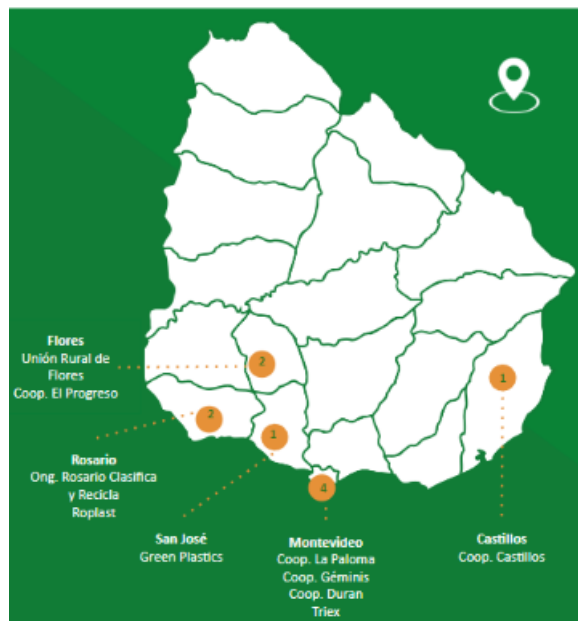 Flores
Unión Rural de
Flores
Coop. El Progreso
2
2
1
1
4
Rosario
Ong. Rosario Clasifica
y Recicla
Roplast
San José
Green Plastics
Montevideo
Coop. La Paloma
Coop. Géminis
Coop. Duran
Triex
Castillos
Coop. Castillos